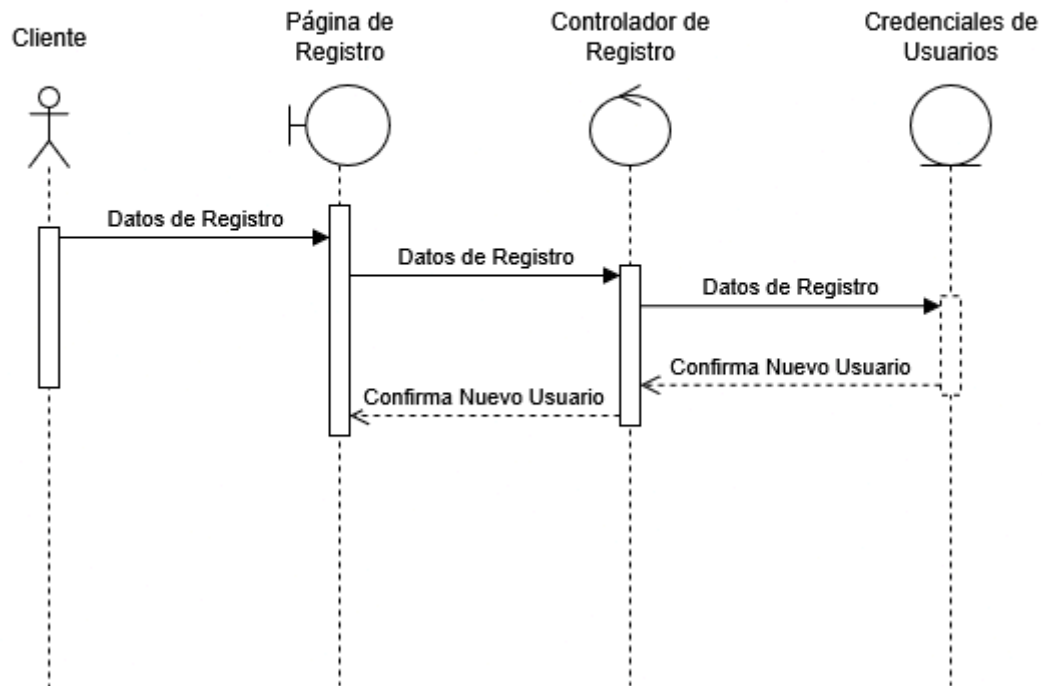 Cliente
Página de
Registro
Controlador de
Registro
Credenciales de
Usuarios
Datos de Registro
Datos de Registro
Datos de Registro
Confirma Nuevo Usuario
Confirma Nuevo Usuario